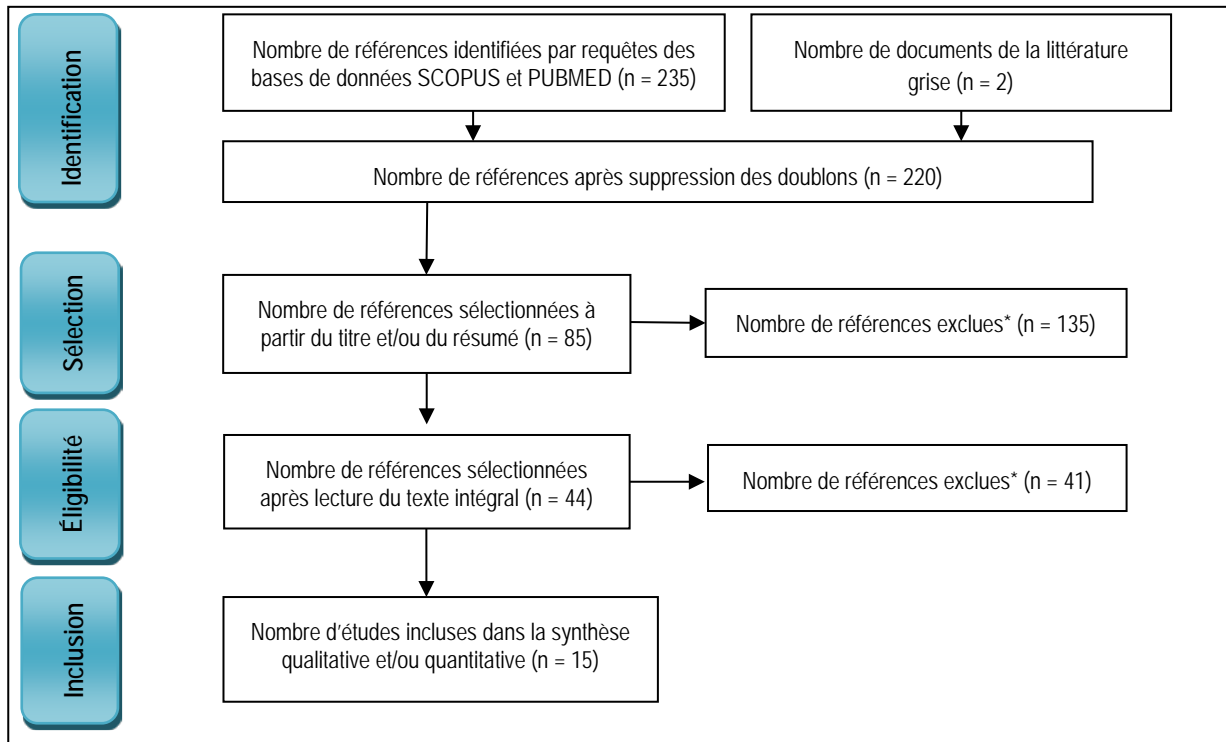 Identification
Nombre de références identifiées par requêtes des
bases de données SCOPUS et PUBMED (n = 235)
Nombre de documents de la littérature
grise (n = 2)
Nombre de références après suppression des doublons (n = 220)
Sélection
Nombre de références sélectionnées à
partir du titre et/ou du résumé (n = 85)
Nombre de références exclues* (n = 135)
Éligibilité
Nombre de références sélectionnées
après lecture du texte intégral (n = 44)
Nombre de références exclues* (n = 41)
Inclusion
Nombre d'études incluses dans la synthèse
qualitative et/ou quantitative (n = 15)